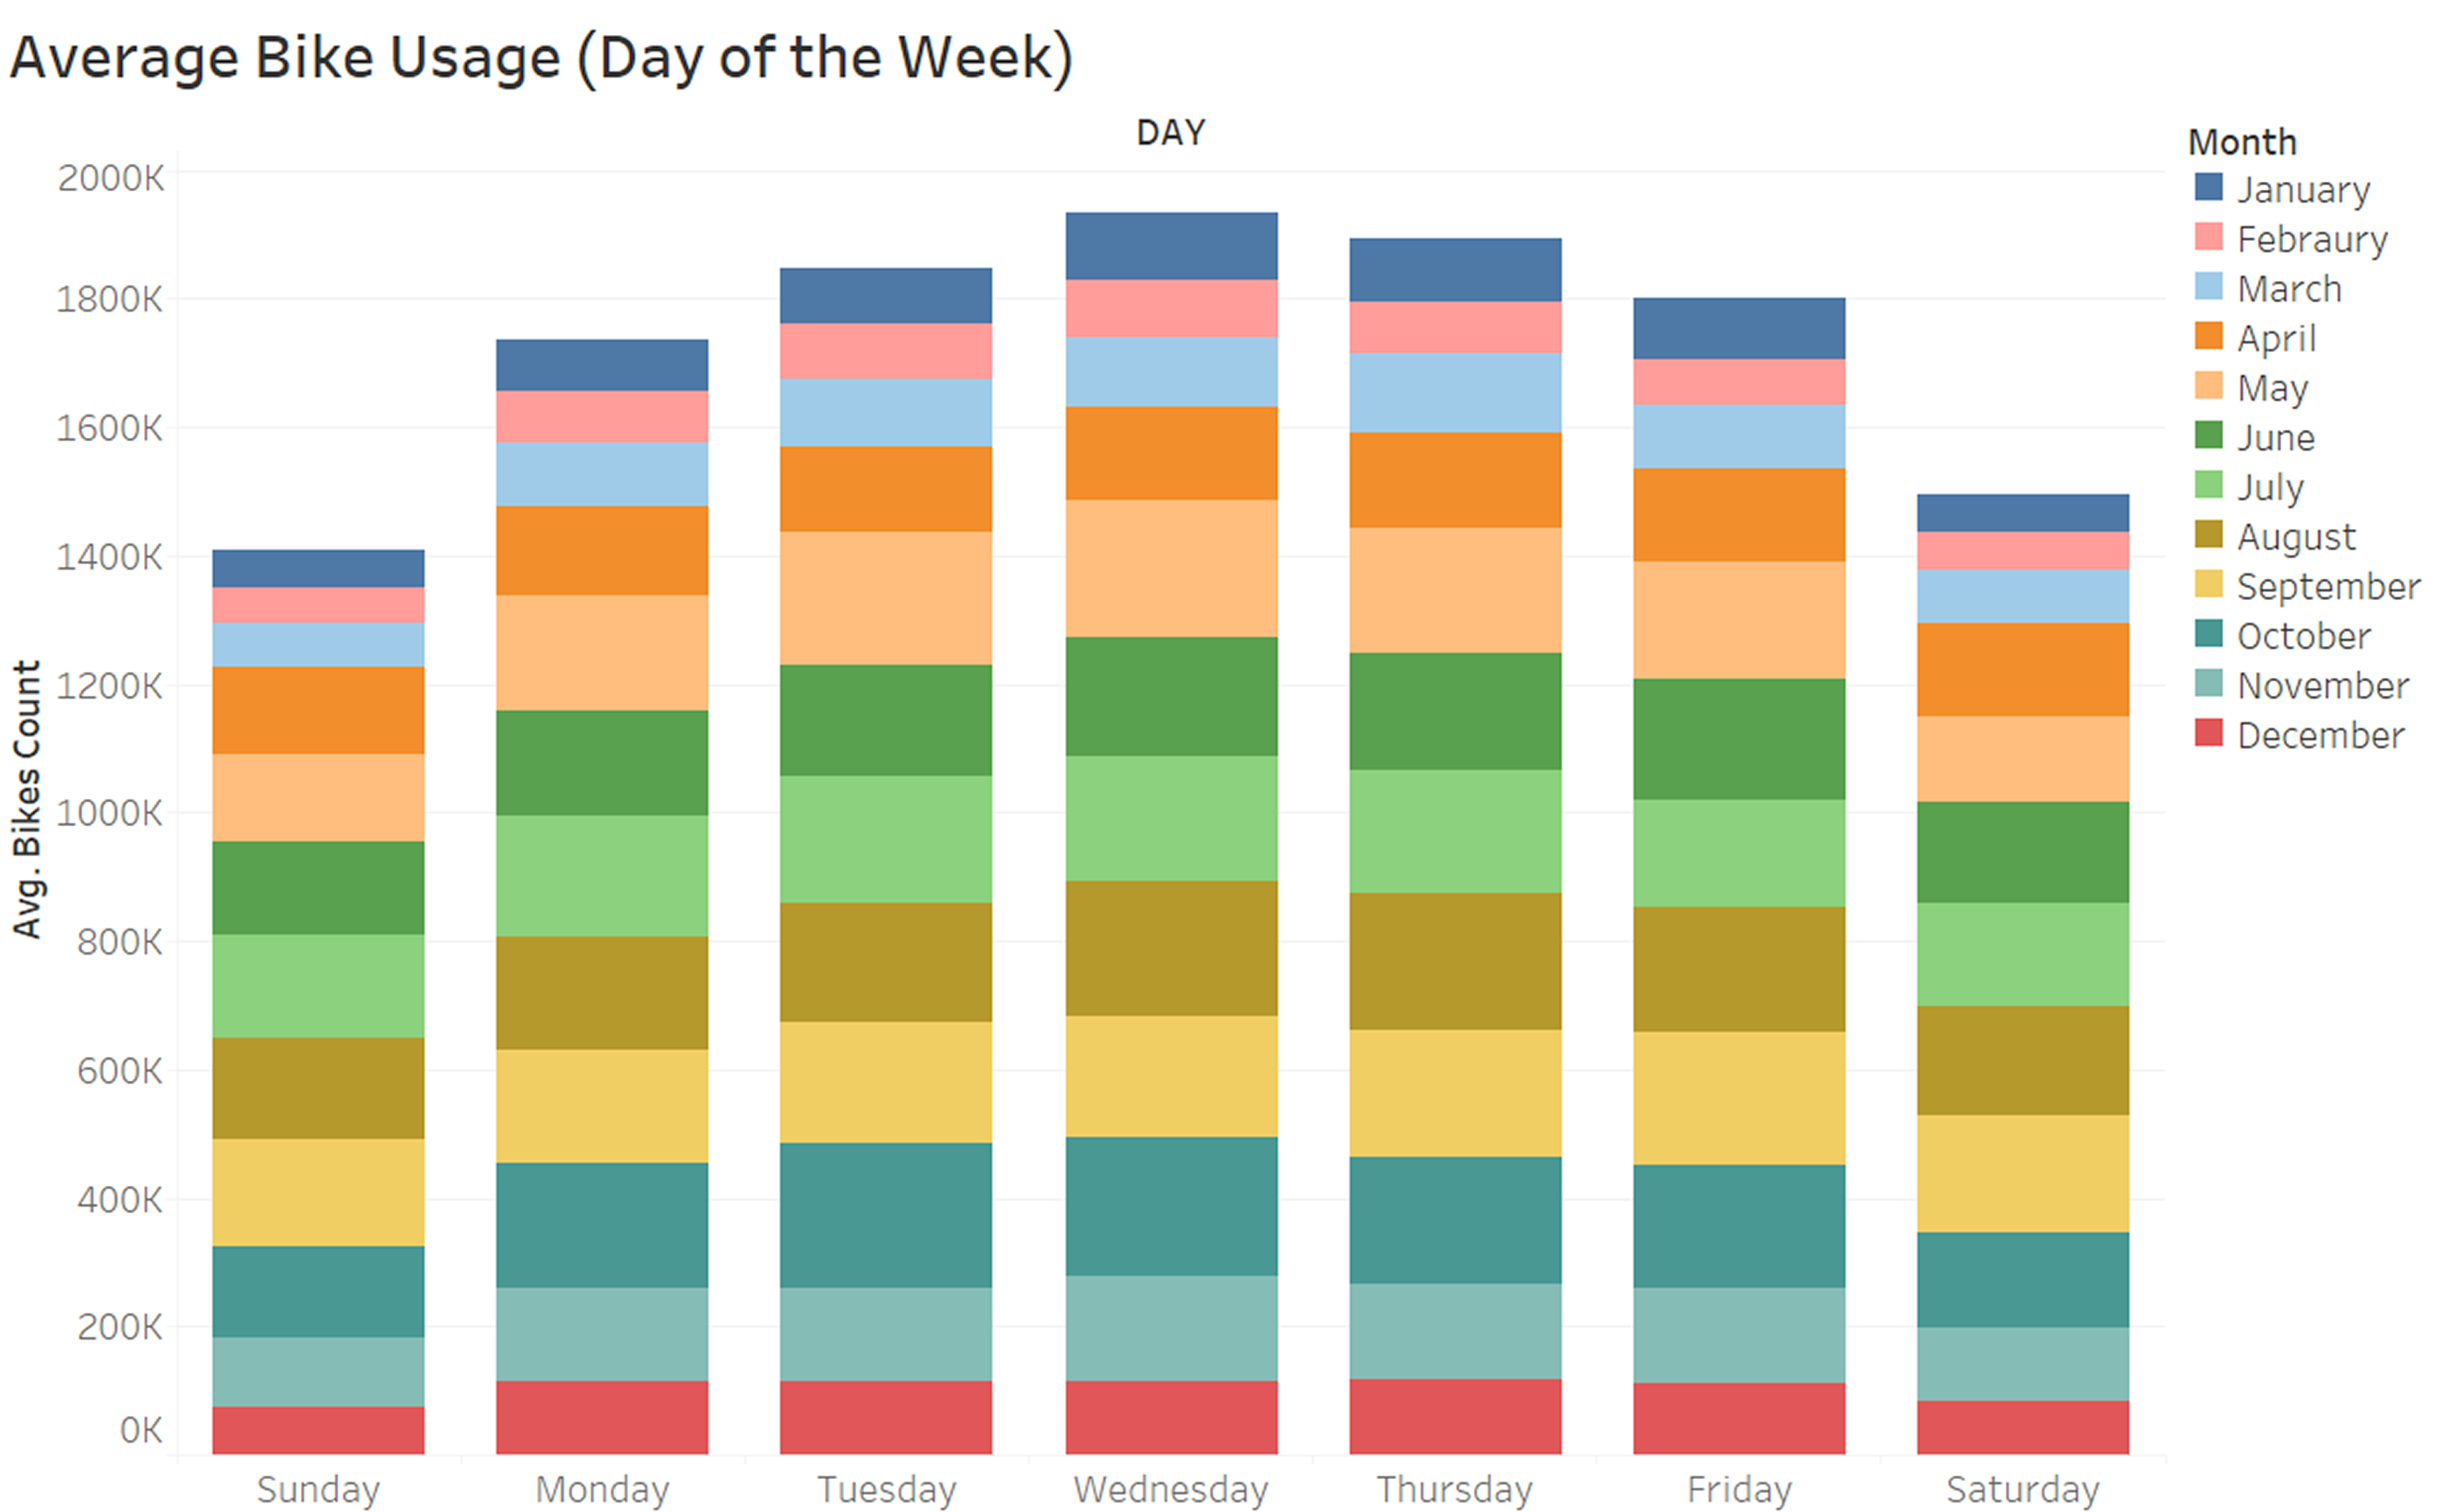 Average Bike Usage (Day of the Week)
DAY
Month
January
Febraury
March
April
May
June
July
August
September
October
November
December
Avg. Bikes Count
2000K
1800K
1600K
1400K
1200K
1000K
800K
600K
400K
200K
0K
Sunday Monday Tuesday Wednesday Thursday Friday Saturday